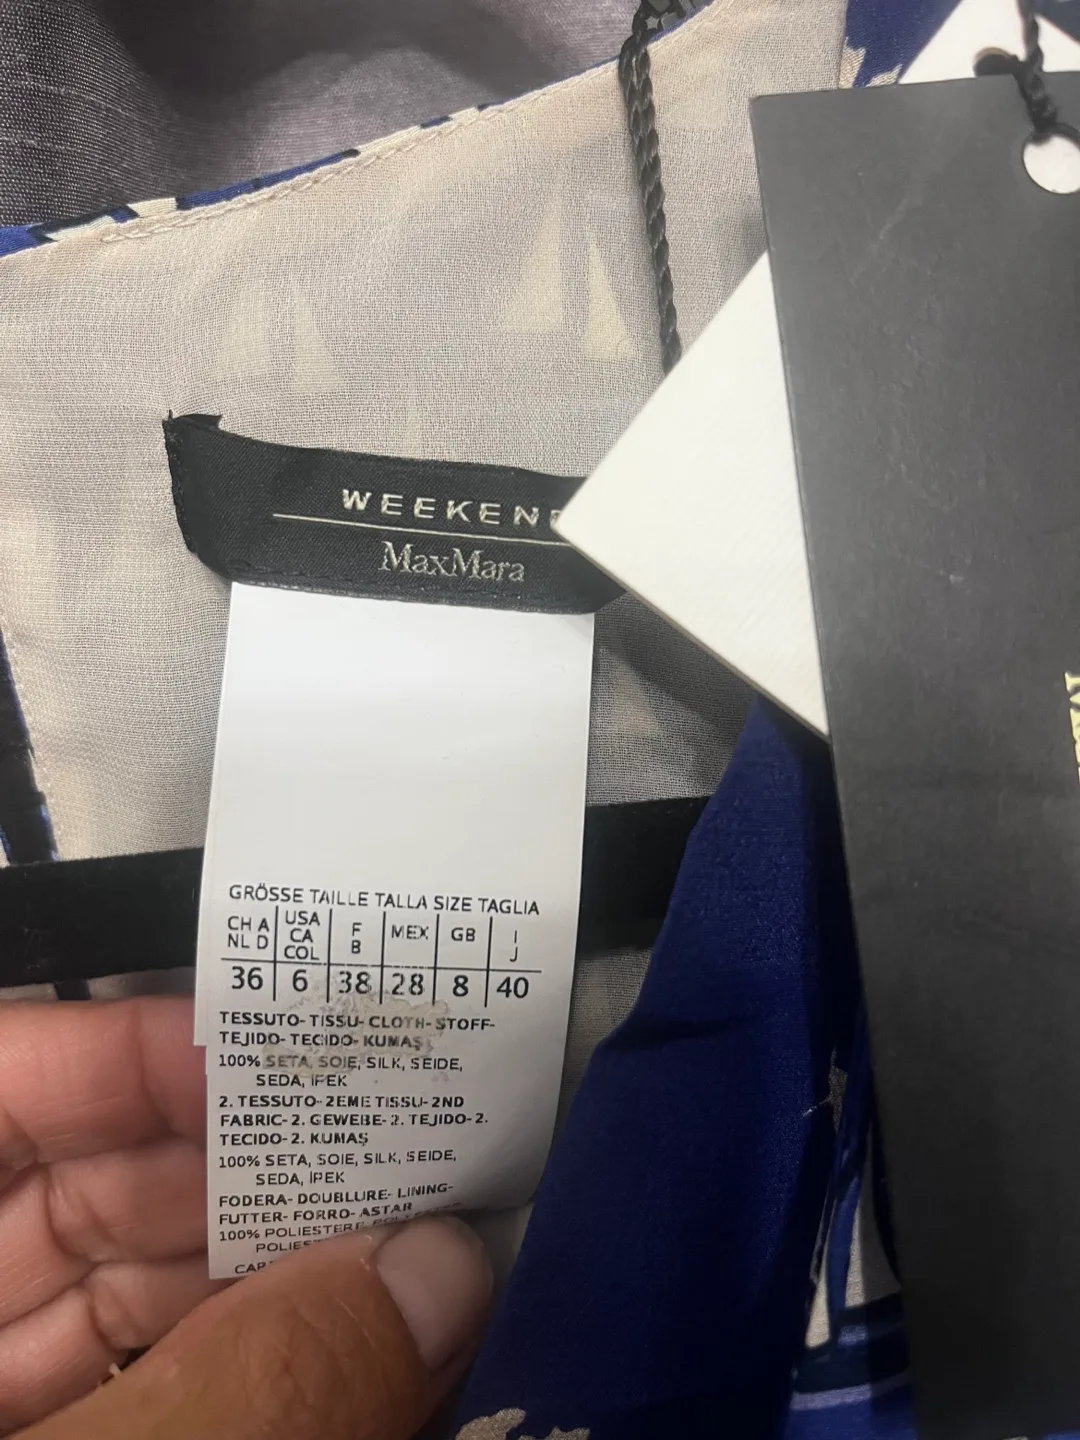 WEEKEN
MaxMara
GRÖSSE TAILLE TALLA SIZE TAGLIA
CH A NL D USA CA COL F B MEX GB I J
36 6 38 28 8 40
TESSUTO-TISSU-CLOTH-STOFF-
TEJIDO-TECIDO-KUMAŞ
100% SETA, SOIE, SILK, SEIDE,
SEDA, İPEK
2. TESSUTO-2EME TISSU-2ND
FABRIC-2. GEWEBE-2. TEJIDO-2.
TECIDO-2. KUMAŞ
100% SETA, SOIE, SILK, SEIDE,
SEDA, İPEK
FODERA-DOUBLURE-LINING-
FUTTER-FORRO-ASTAR
100% POLIESTERE,